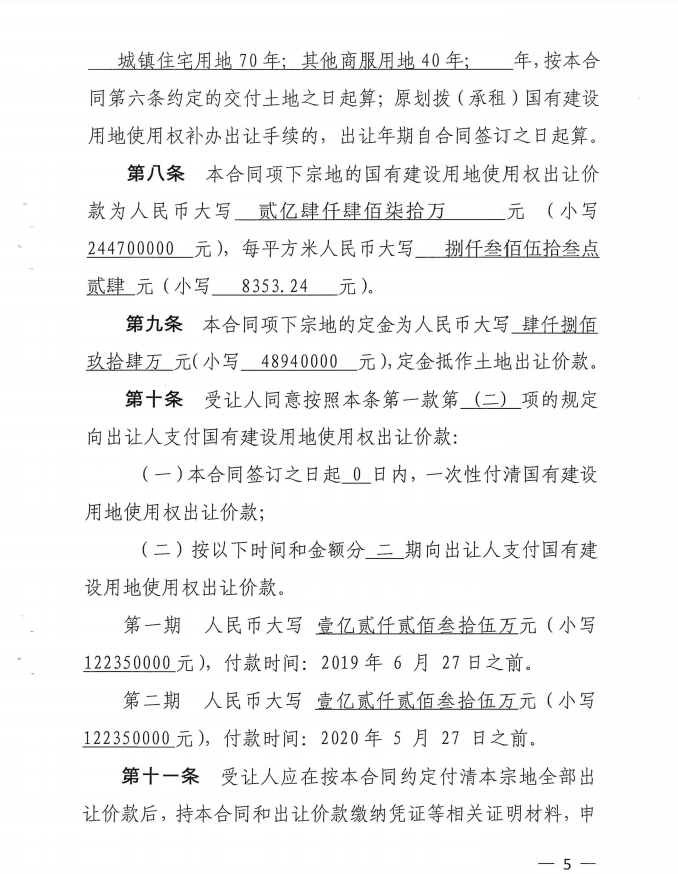 城镇住宅用地70年；其他商服用地40年； 年，按本合
同第六条约定的交付土地之日起算；原划拨（承租）国有建设
用地使用权补办出让手续的，出让年期自合同签订之日起算。
第八条 本合同项下宗地的国有建设用地使用权出让价
款为人民币大写 贰亿肆仟肆佰柒拾万 元（小写
244700000 元），每平方米人民币大写 捌仟叁佰伍拾叁点
贰肆 元（小写 8353.24 元）。
第九条 本合同项下宗地的定金为人民币大写 肆仟捌佰
玖拾肆万 元（小写 48940000 元），定金抵作土地出让价款。
第十条 受让人同意按照本条第一款第 (二) 项的规定
向出让人支付国有建设用地使用权出让价款：
（一）本合同签订之日起 0 日内，一次性付清国有建设
用地使用权出让价款；
（二）按以下时间和金额分 二 期向出让人支付国有建
设用地使用权出让价款。
第一期 人民币大写 壹亿贰仟贰佰叁拾伍万元（小写
122350000元），付款时间：2019年 6 月 27日之前。
第二期 人民币大写 壹亿贰仟贰佰叁拾伍万元（小写
122350000元），付款时间：2020年 5 月 27 日之前。
第十一条 受让人应在按本合同约定付清本宗地全部出
让价款后，持本合同和出让价款缴纳凭证等相关证明材料，申
— 5 —